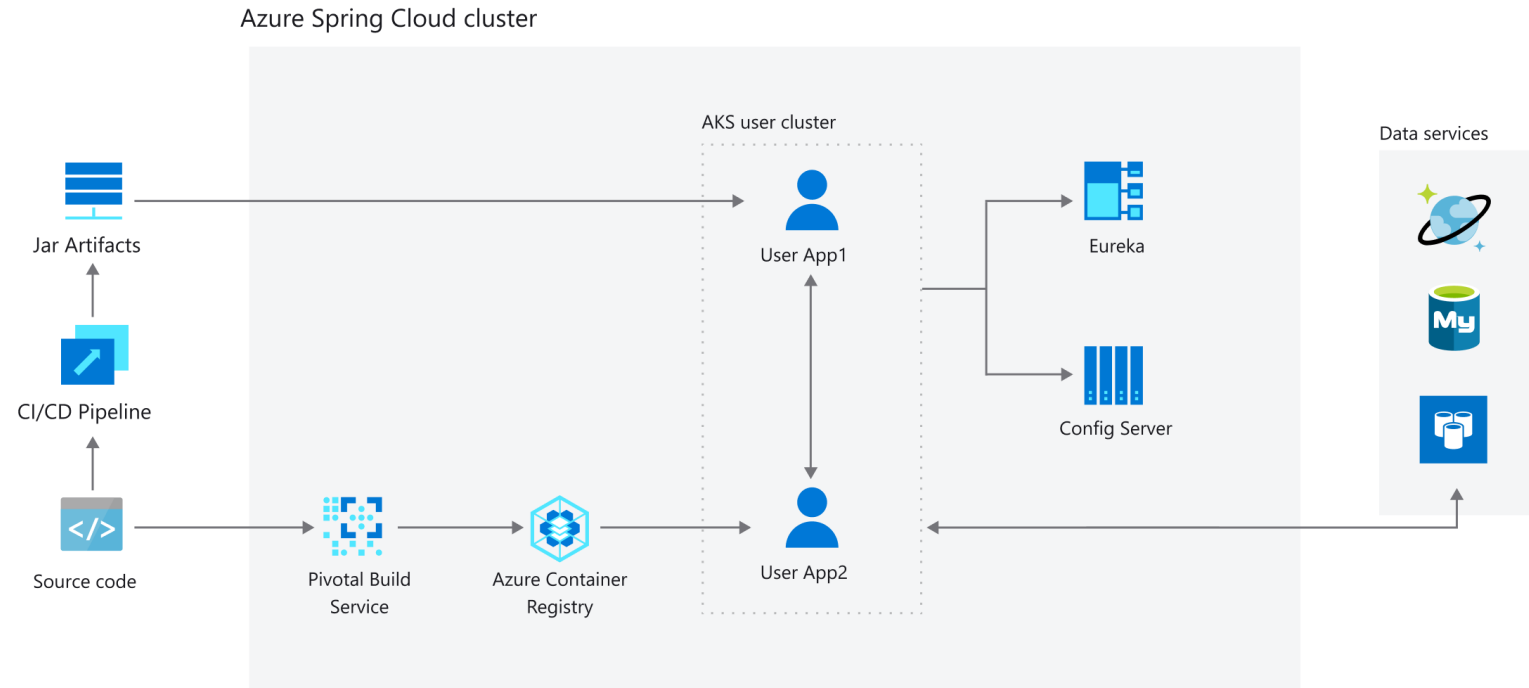 Azure Spring Cloud cluster
AKS user cluster
Data services
Jar Artifacts
User App1
Eureka
My
CI/CD Pipeline
Config Server
</>
Source code
Pivotal Build
Service
Azure Container
Registry
User App2